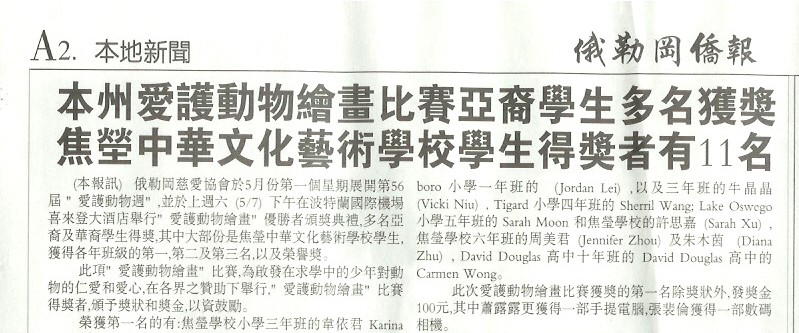 A2. 本地新聞
俄勒岡僑報
本州愛護動物繪畫比賽亞裔學生多名獲獎
焦塋中華文化藝術學校學生得獎者有11名
(本報訊) 俄勒岡慈愛協會於5月份第一個星期展開第56
屆 " 愛護動物週" ,並於上週六 (5/7) 下午在波特蘭國際機場
喜來登大酒店舉行" 愛護動物繪畫" 優勝者頒獎典禮,多名亞
裔及華裔學生得獎,其中大部份是焦塋中華文化藝術學校學生,
獲得各年班級的第一,第二及第三名,以及榮譽獎。
此項" 愛護動物繪畫" 比賽,為啟發在求學中的少年對動
物的仁愛和愛心,在各界之贊助下舉行," 愛護動物繪畫" 比賽
得獎者,頒予獎狀和獎金,以資鼓勵。
榮獲第一名的有:焦瑩學校小學三年班的韋依君 Karina
boro 小學一年班的 (Jordan Lei) ,以及三年班的牛晶晶
(Vicki Niu) , Tigard 小學四年班的 Sherril Wang; Lake Oswego
小學五年班的 Sarah Moon 和焦瑩學校的許思嘉 (Sarah Xu) ,
焦瑩學校六年班的周美君 (Jennifer Zhou) 及朱木茵 (Diana
Zhu) , David Douglas 高中十年班的 David Douglas 高中的
Carmen Wong。
此次愛護動物繪畫比賽獲獎的第一名除獎狀外,發獎金
100元,其中蕭露露更獲得一部手提電腦,張裴倫獲得一部數碼
相機。